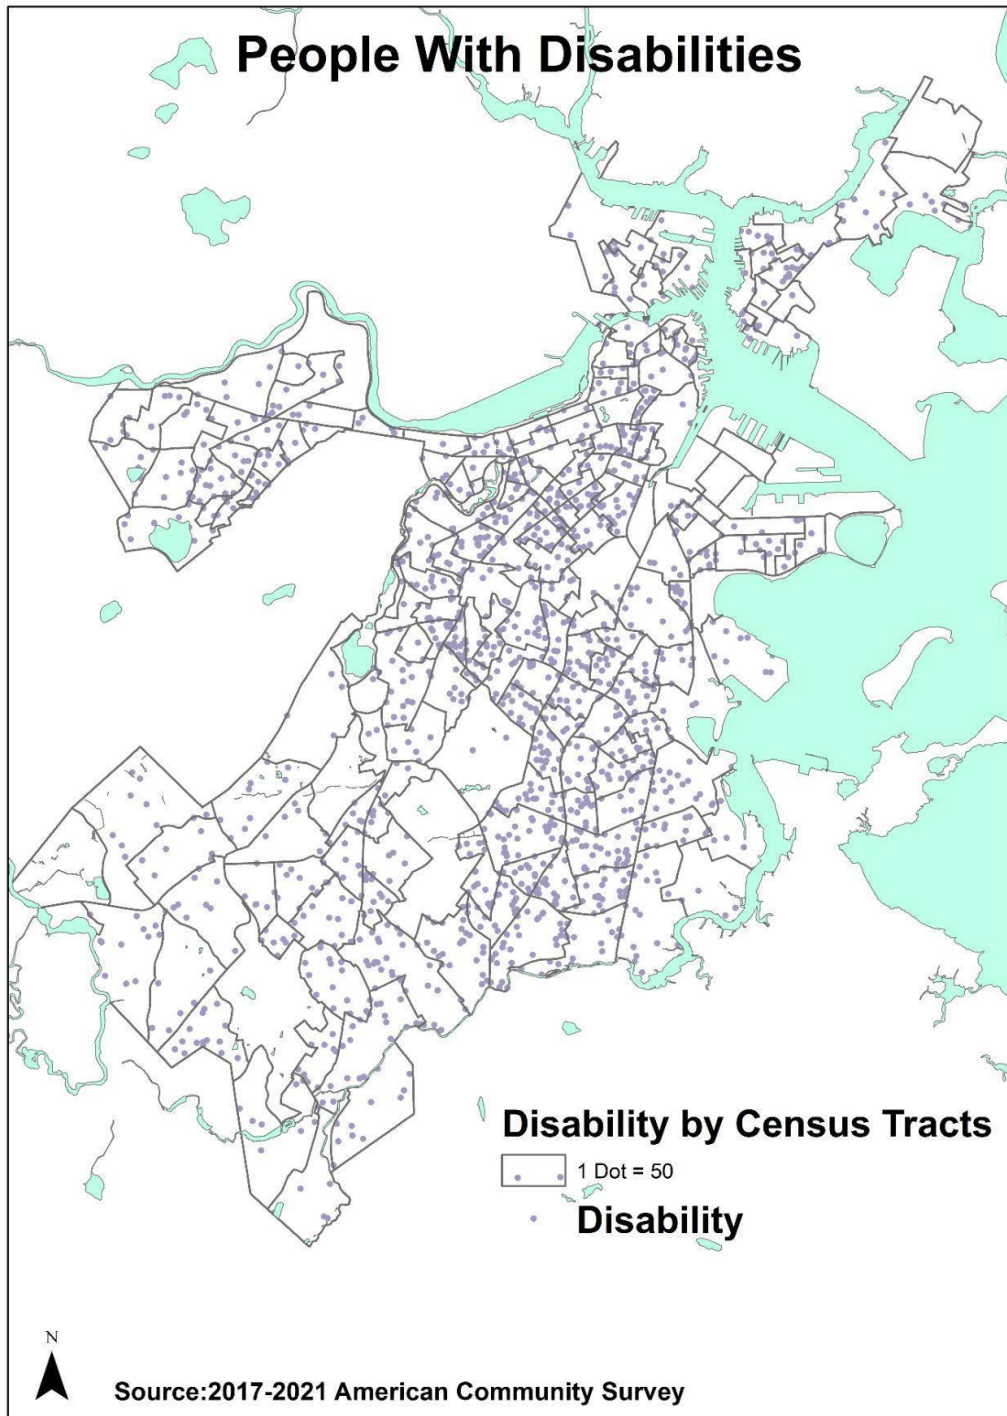 People With Disabilities
Disability by Census Tracts
1 Dot = 50
Disability
N
Source:2017-2021 American Community Survey